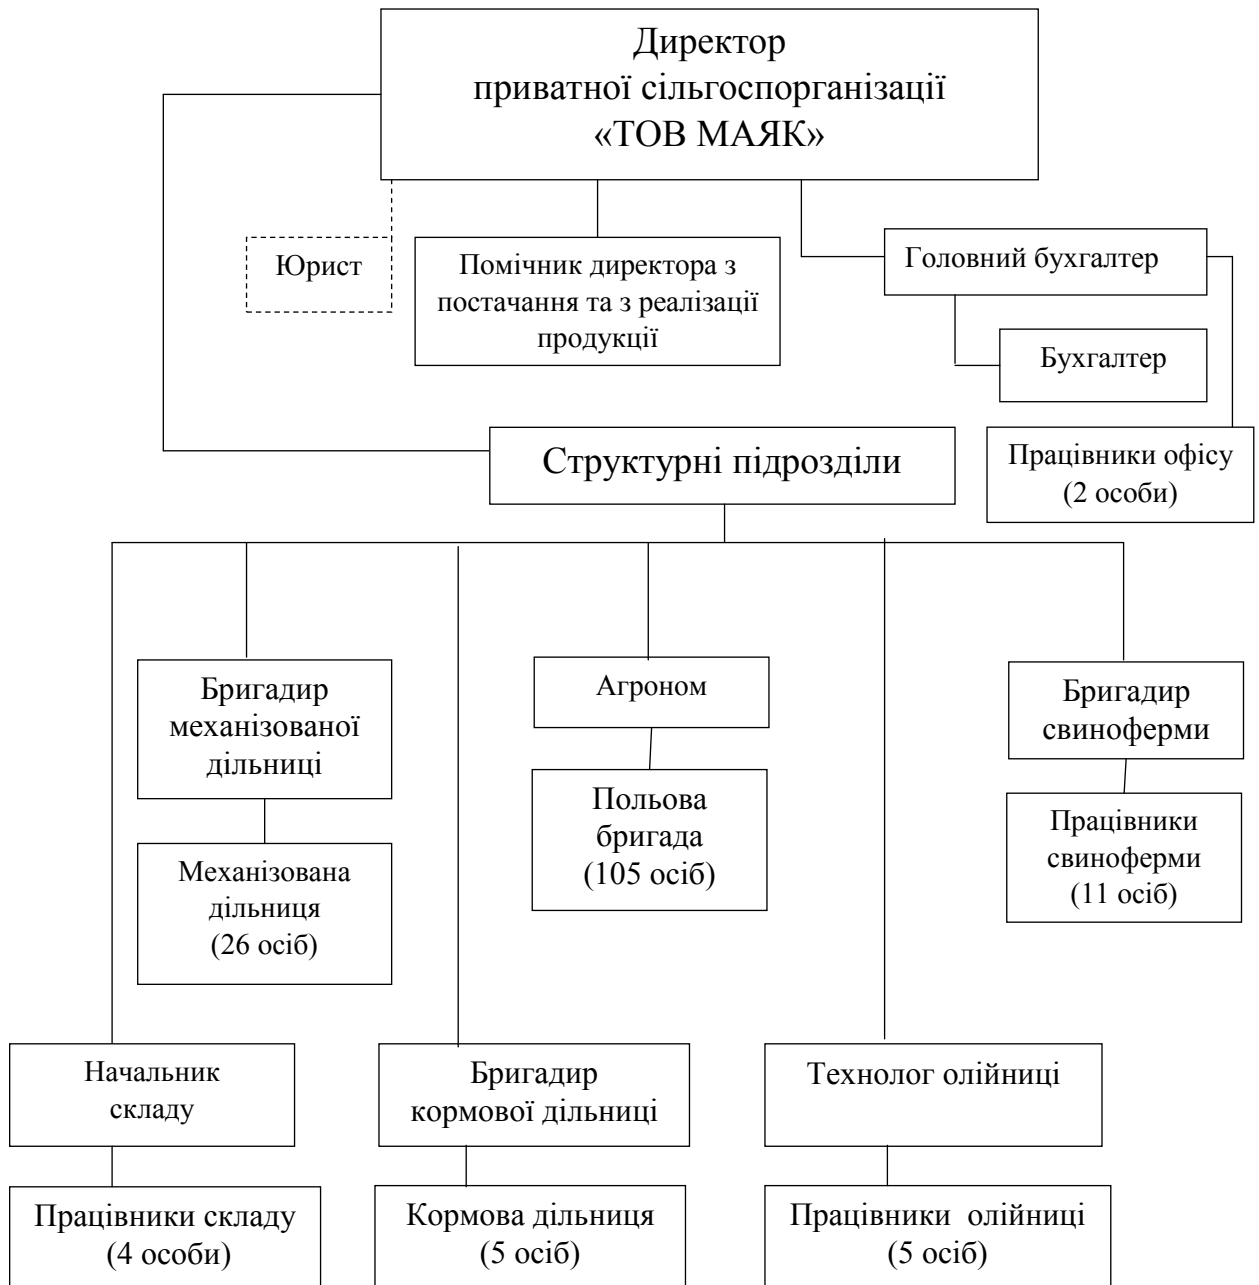 Директор
приватної сільгоспорганізації
«ТОВ МАЯК»
Юрист
Помічник директора з
постачання та з реалізації
продукції
Головний бухгалтер
Бухгалтер
Структурні підрозділи
Працівники офісу
(2 особи)
Бригадир
механізованої
дільниці
Агроном
Бригадир
свиноферми
Механізована
дільниця
(26 осіб)
Польова
бригада
(105 осіб)
Працівники
свиноферми
(11 осіб)
Начальник
складу
Бригадир
кормової дільниці
Технолог олійниці
Працівники складу
(4 особи)
Кормова дільниця
(5 осіб)
Працівники олійниці
(5 осіб)